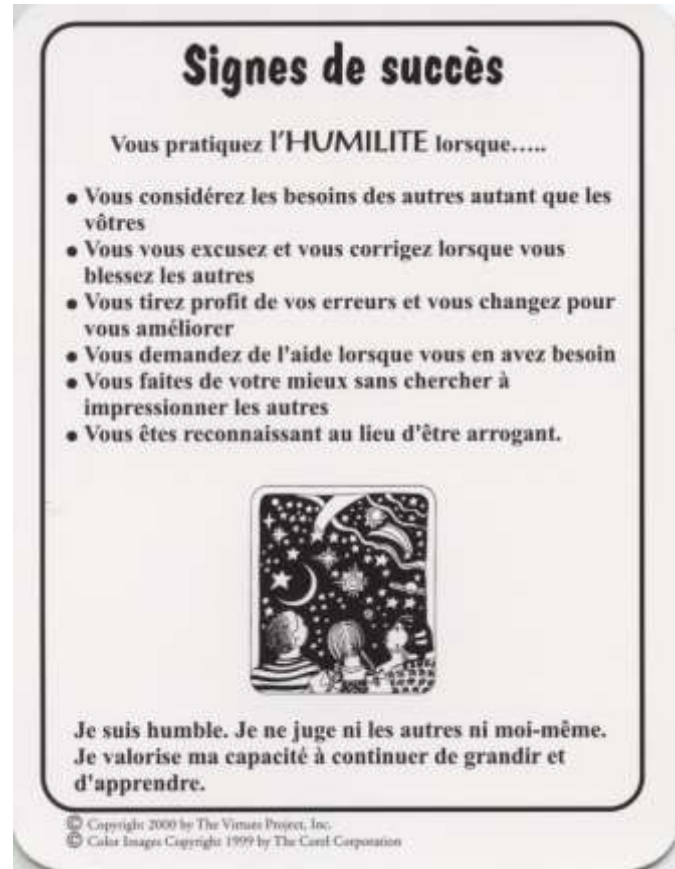 Signes de succès
Vous pratiquez l'HUMILITE lorsque.....
● Vous considérez les besoins des autres autant que les
vôtres
● Vous vous excusez et vous corrigez lorsque vous
blessez les autres
● Vous tirez profit de vos erreurs et vous changez pour
vous améliorer
● Vous demandez de l'aide lorsque vous en avez besoin
● Vous faites de votre mieux sans chercher à
impressionner les autres
● Vous êtes reconnaissant au lieu d'être arrogant.
Je suis humble. Je ne juge ni les autres ni moi-même.
Je valorise ma capacité à continuer de grandir et
d'apprendre.
© Copyright 2000 by The Virtues Project, Inc.
© Color Images Copyright 1999 by The Corel Corporation